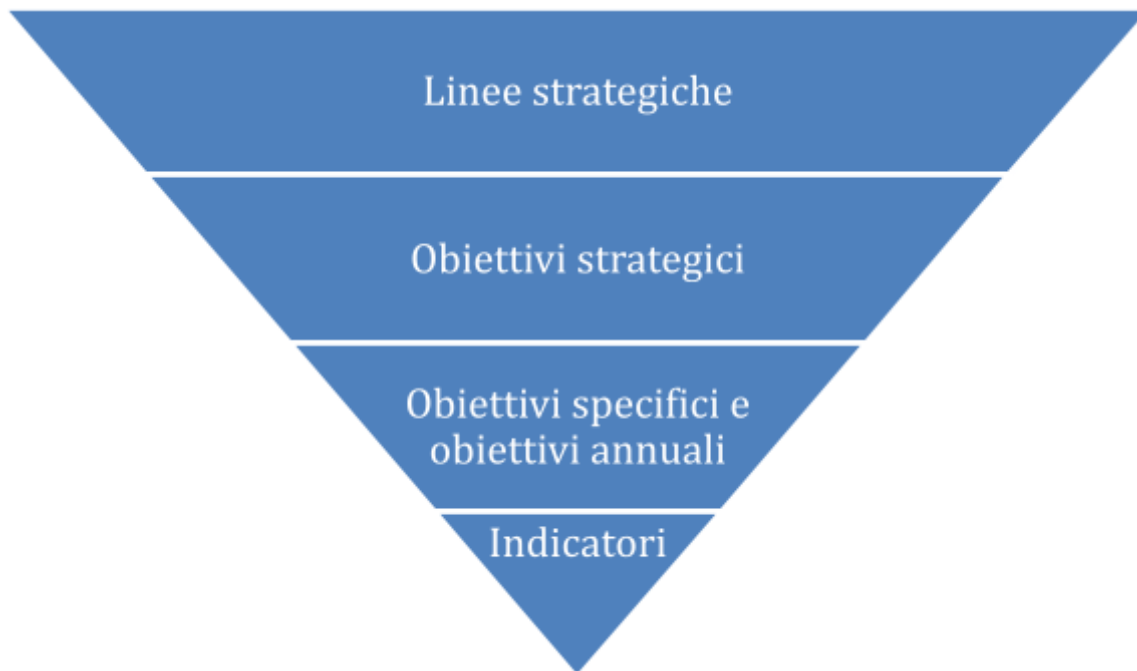 Linee strategiche
Obiettivi strategici
Obiettivi specifici e
obiettivi annuali
Indicatori